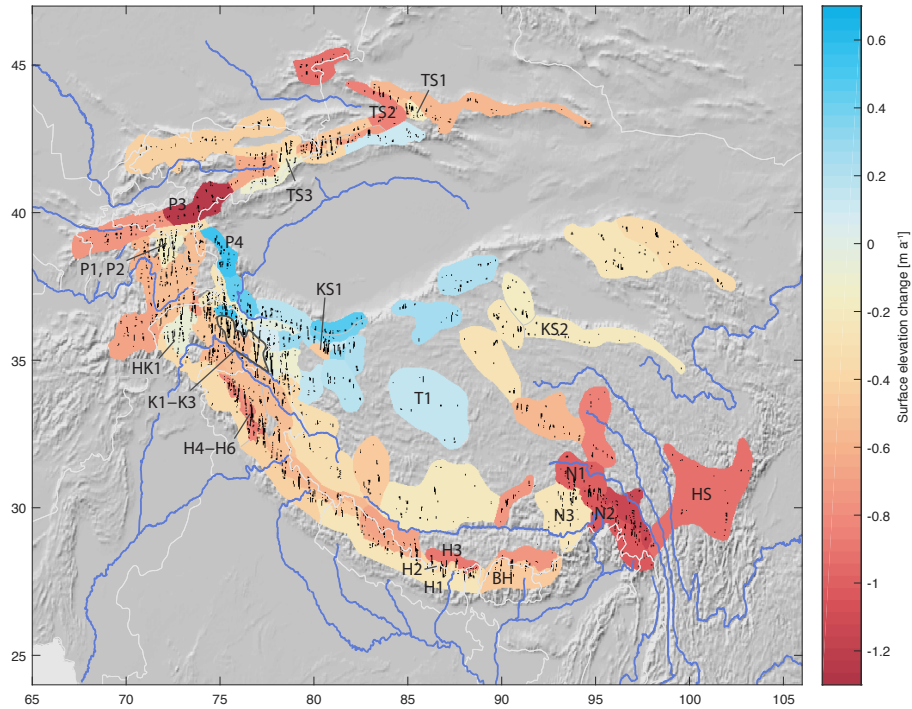 45
40
35
30
25
65
70
75
80
85
90
95
100
105
TS1
TS2
TS3
P3
P4
P1, P2
KS1
KS2
HK1
K1–K3
T1
H4–H6
N1
HS
N2
N3
H3
H2
BH
H1
0.6
0.4
0.2
0
-0.2
-0.4
-0.6
-0.8
-1
-1.2
Surface elevation change [m a⁻¹]